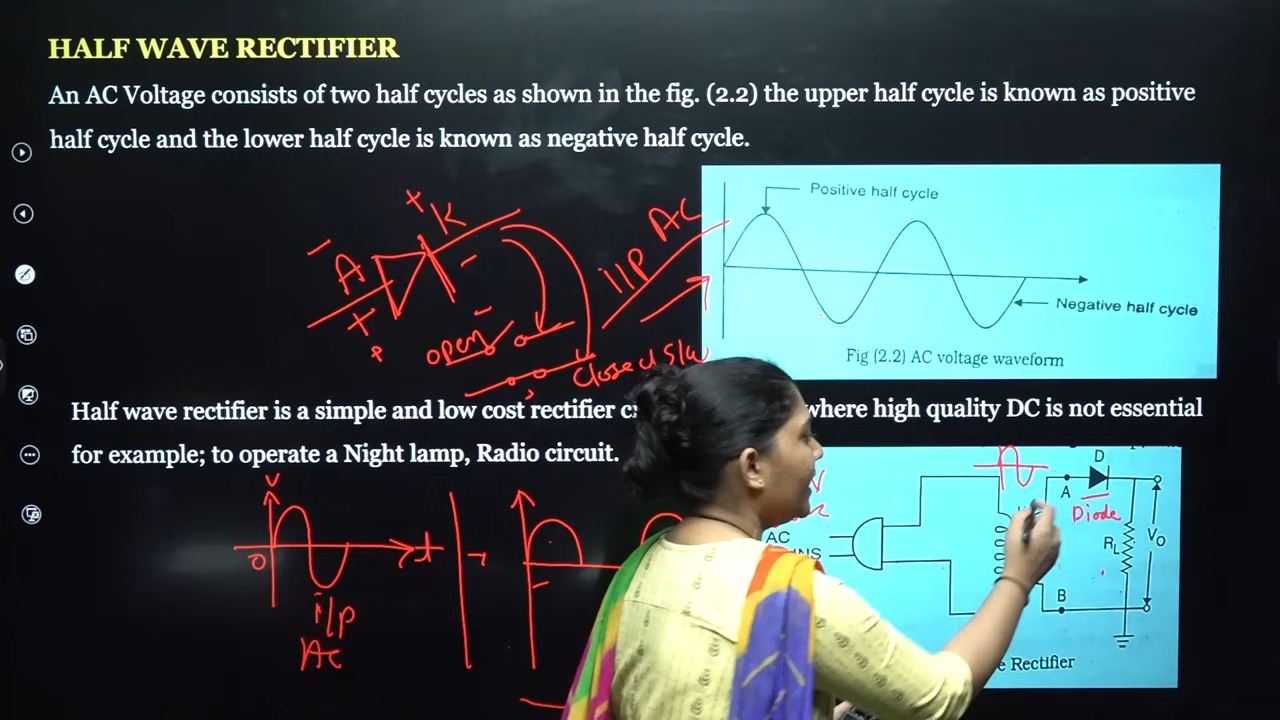 HALF WAVE RECTIFIER
An AC Voltage consists of two half cycles as shown in the fig. (2.2) the upper half cycle is known as positive
half cycle and the lower half cycle is known as negative half cycle.
Positive half cycle
Negative half cycle
Fig (2.2) AC voltage waveform
+ K
- A
+
-
i/p AC
open
closed s/w
Half wave rectifier is a simple and low cost rectifier where high quality DC is not essential
for example; to operate a Night lamp, Radio circuit.
V
0
t
i/p
AC
D
A
Diode
AC
RL
Vo
B
Rectifier